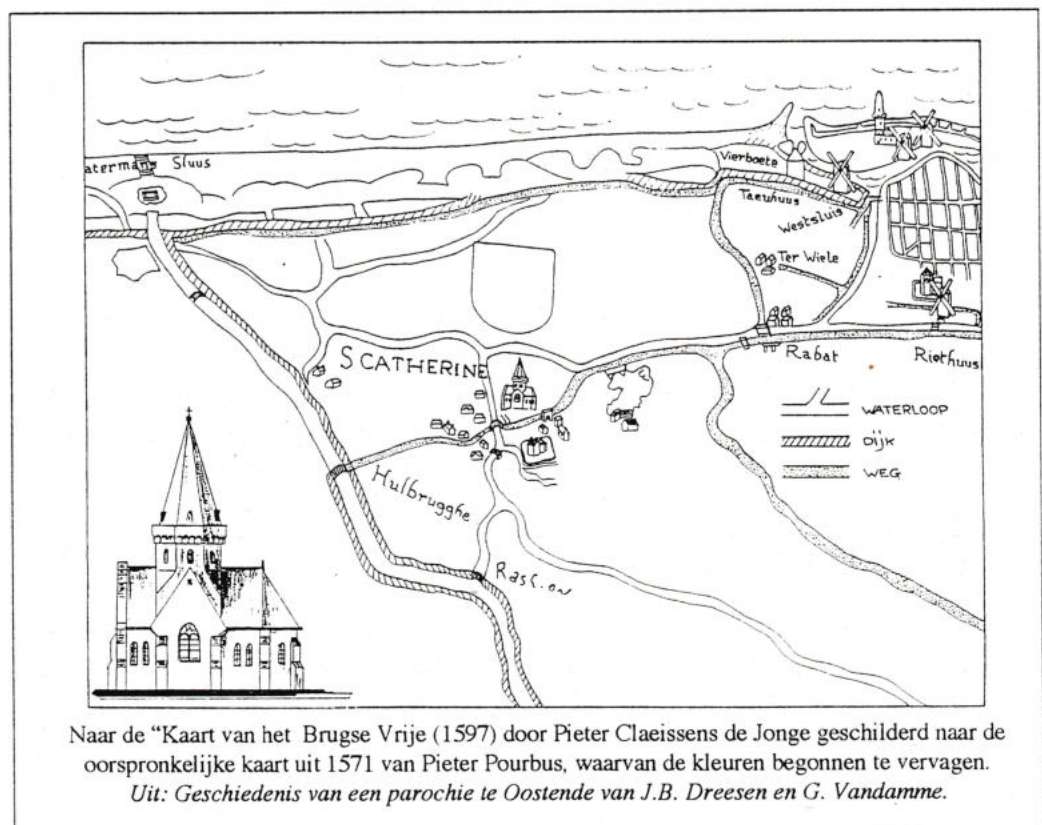 aterman Sluus
Vierboete
Taeuhuus
Westsluis
Ter Wiele
S CATHERINE
Rabat
Riethuus
WATERLOOP
DIJK
WEG
Hulbrugghe
Naar de “Kaart van het Brugse Vrije (1597) door Pieter Claeissens de Jonge geschilderd naar de
oorspronkelijke kaart uit 1571 van Pieter Pourbus, waarvan de kleuren begonnen te vervagen.
Uit: Geschiedenis van een parochie te Oostende van J.B. Dreesen en G. Vandamme.